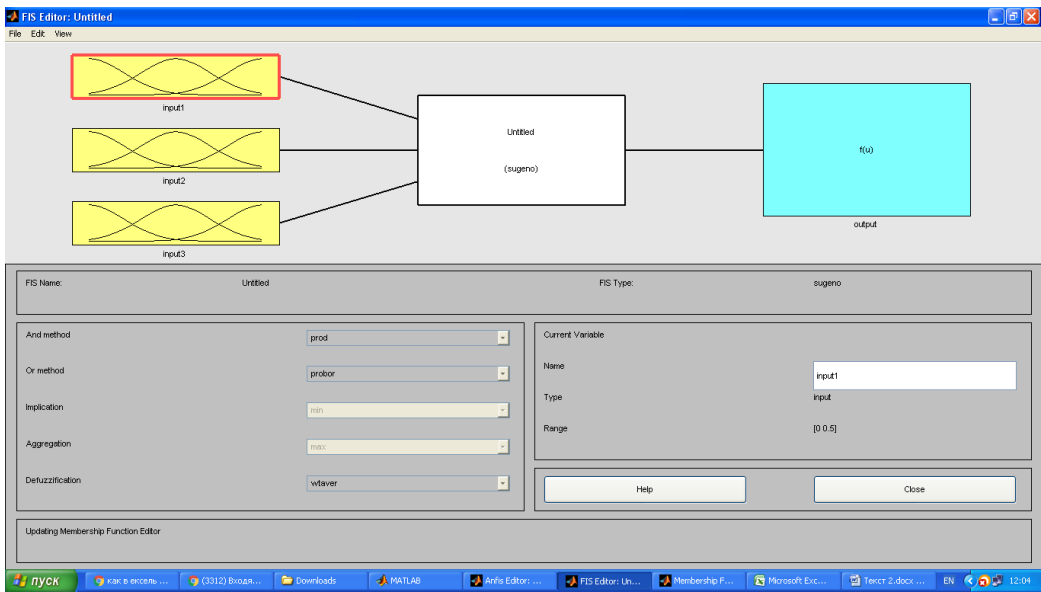 FIS Editor: Untitled
File Edit View
input1
input2
input3
Untitled
(sugeno)
f(u)
output
FIS Name: Untitled FIS Type: sugeno
And method prod
Or method probor
Implication min
Aggregation max
Defuzzification wtaver
Current Variable
Name input1
Type input
Range [0 0.5]
Help Close
Updating Membership Function Editor
пуск как в ексель ... (3312) Входя... Downloads MATLAB Anfis Editor: ... FIS Editor: Un... Membership F... Microsoft Exc... Текст 2.docx ... EN 12:04